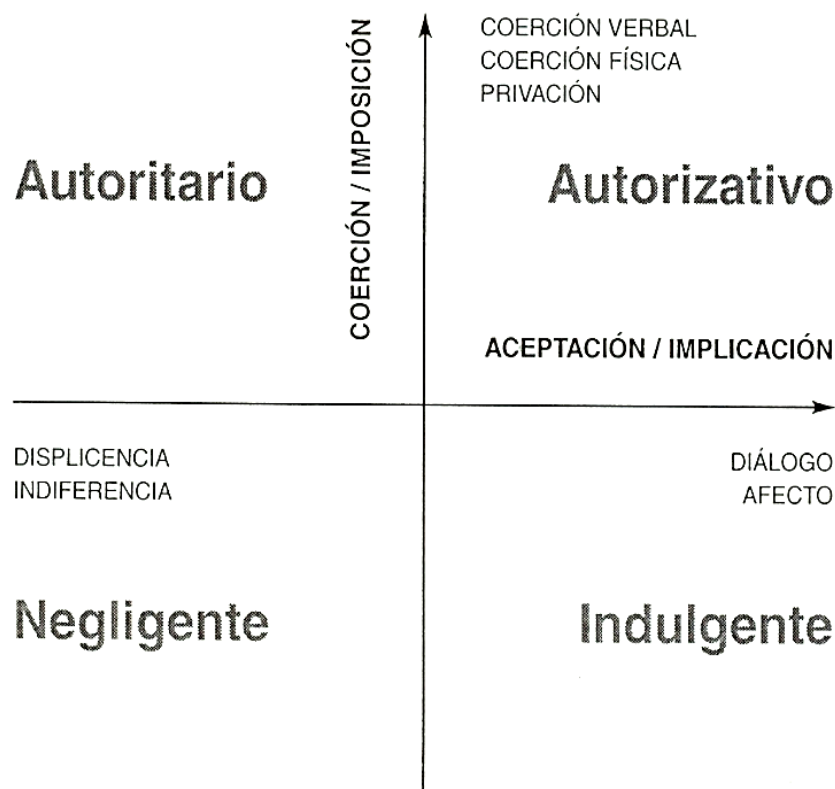 COERCIÓN / IMPOSICIÓN
COERCIÓN VERBAL
COERCIÓN FÍSICA
PRIVACIÓN
Autoritario
Autorizativo
ACEPTACIÓN / IMPLICACIÓN
DISPLICENCIA
INDIFERENCIA
DIÁLOGO
AFECTO
Negligente
Indulgente